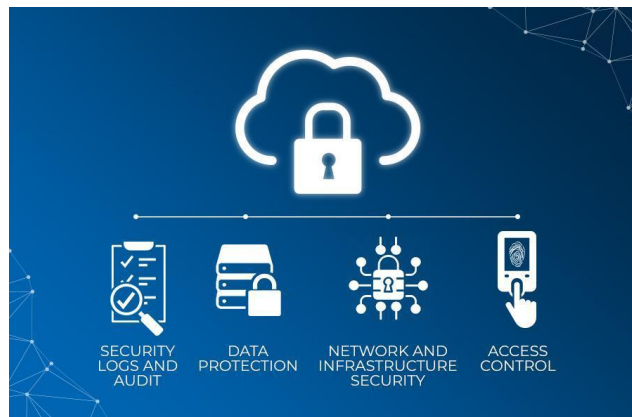 SECURITY
LOGS AND
AUDIT
DATA
PROTECTION
NETWORK AND
INFRASTRUCTURE
SECURITY
ACCESS
CONTROL